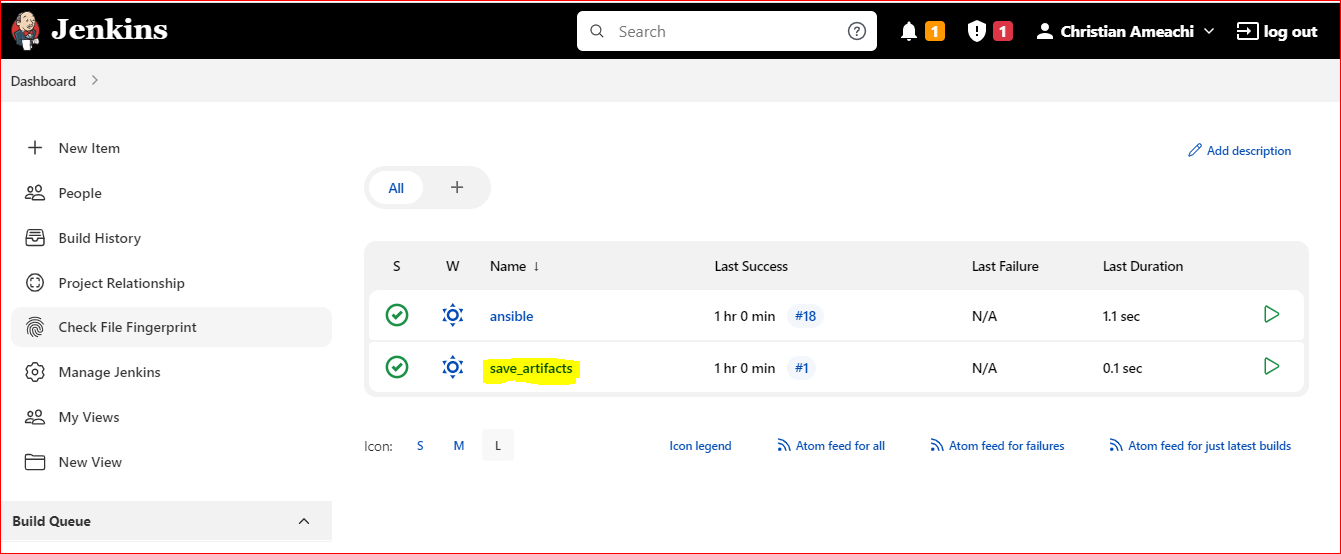 Jenkins
Search
1
1
Christian Ameachi
log out
Dashboard
New Item
People
Build History
Project Relationship
Check File Fingerprint
Manage Jenkins
My Views
New View
Build Queue
Add description
All
S W Name ↓ Last Success Last Failure Last Duration
ansible 1 hr 0 min #18 N/A 1.1 sec
save_artifacts 1 hr 0 min #1 N/A 0.1 sec
Icon: S M L
Icon legend
Atom feed for all
Atom feed for failures
Atom feed for just latest builds